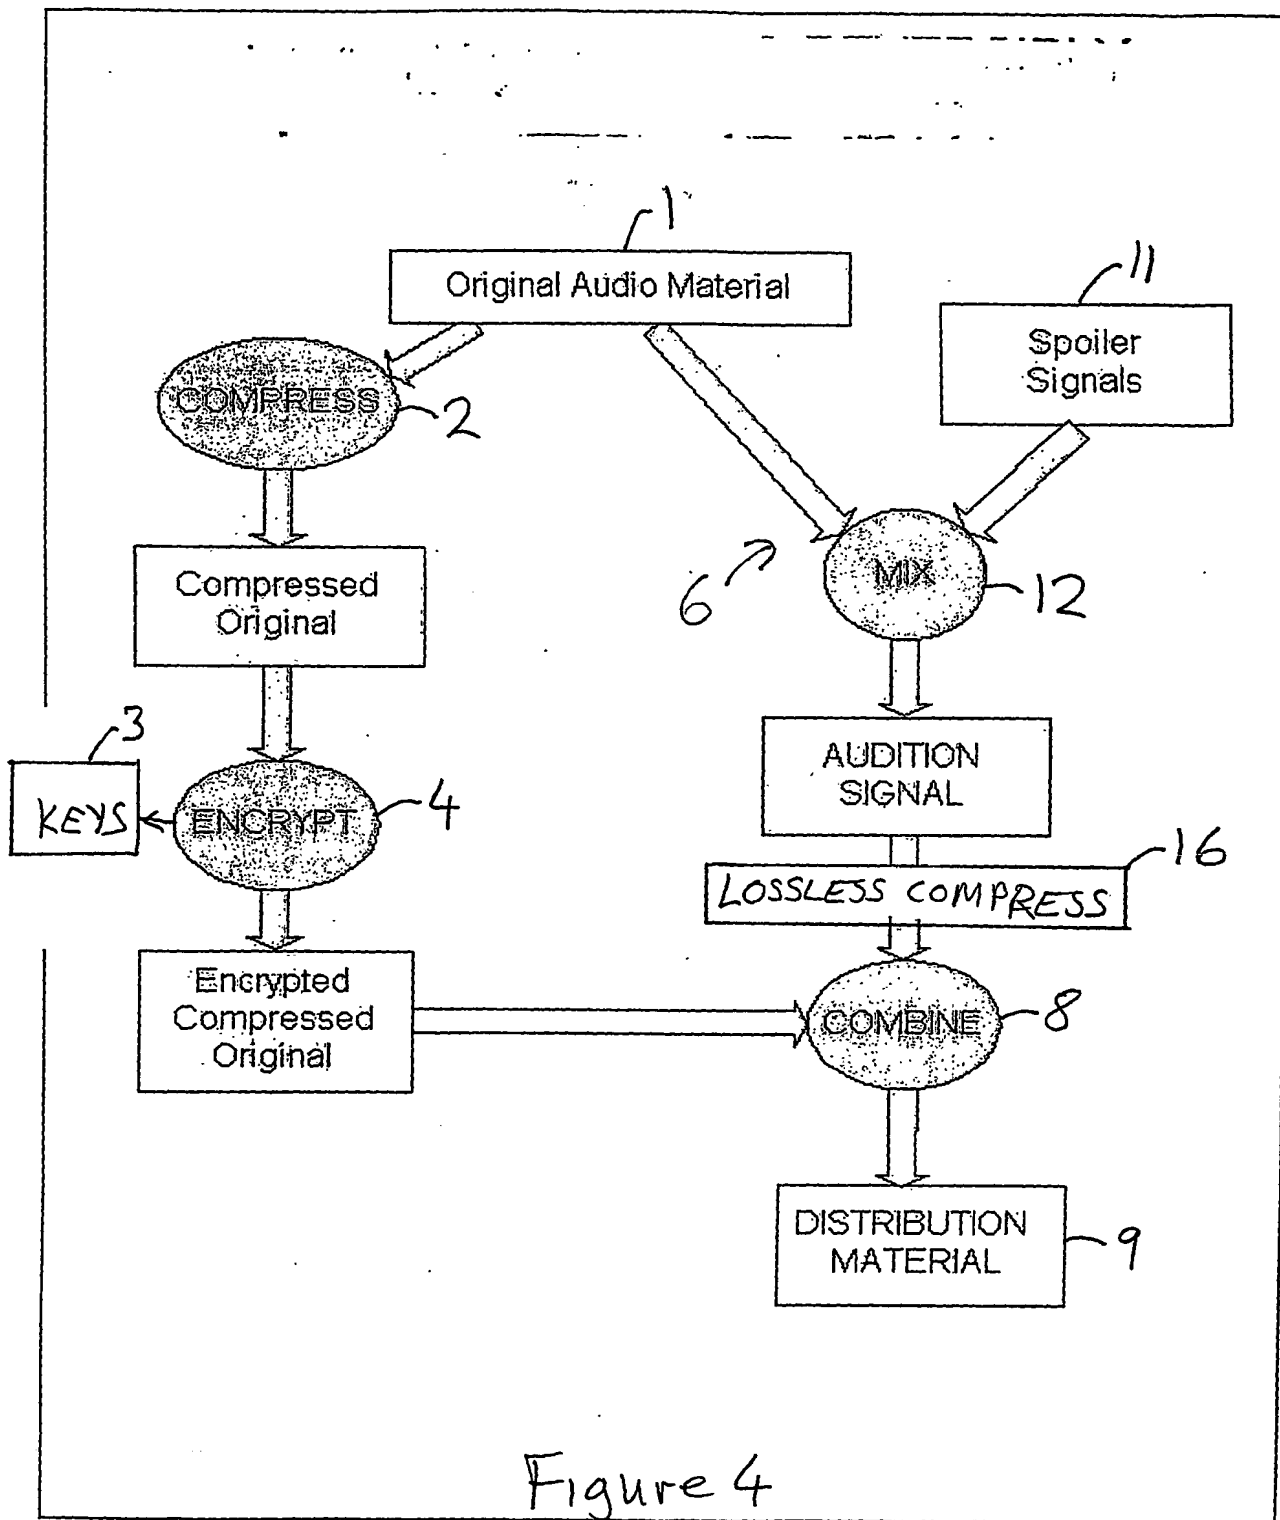 1
Original Audio Material
11
Spoiler
Signals
COMPRESS
2
6
MIX
12
Compressed
Original
3
KEYS
ENCRYPT
4
AUDITION
SIGNAL
16
LOSSLESS COMPRESS
Encrypted
Compressed
Original
COMBINE
8
DISTRIBUTION
MATERIAL
9
Figure 4